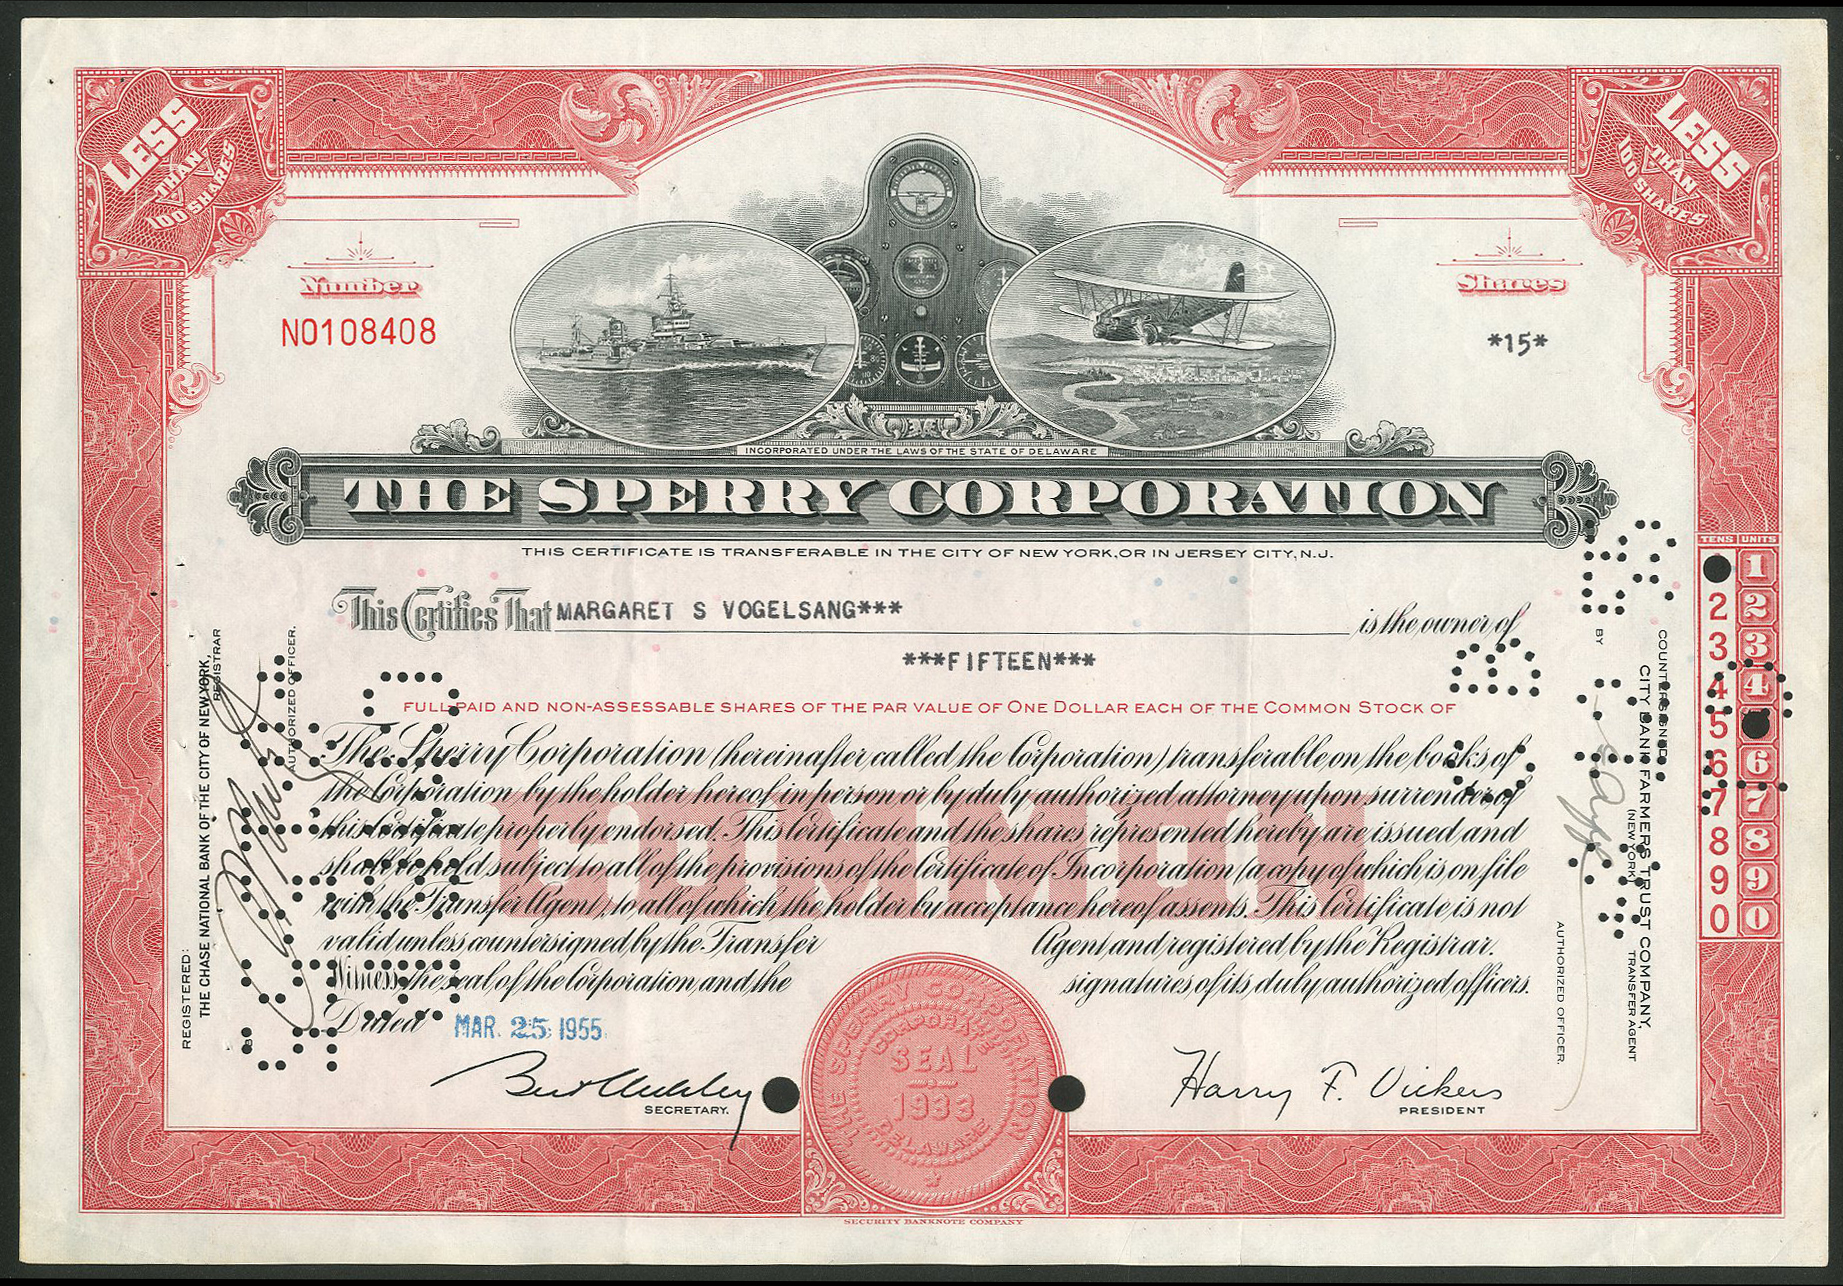 LESS
THAN
100 SHARES
LESS
THAN
100 SHARES
Number
NO108408
Shares
*15*
INCORPORATED UNDER THE LAWS OF THE STATE OF DELAWARE
THE SPERRY CORPORATION
THIS CERTIFICATE IS TRANSFERABLE IN THE CITY OF NEW YORK, OR IN JERSEY CITY, N.J.
This Certifies That MARGARET S VOGELSANG*** is the owner of
***FIFTEEN***
FULL-PAID AND NON-ASSESSABLE SHARES OF THE PAR VALUE OF ONE DOLLAR EACH OF THE COMMON STOCK OF
The Sperry Corporation (hereinafter called the Corporation) transferable on the books of
the Corporation by the holder hereof in person or by duly authorized attorney upon surrender of
this Certificate properly endorsed. This Certificate and the shares represented hereby are issued and
shall be held subject to all of the provisions of the Certificate of Incorporation (a copy of which is on file
with the Transfer Agent), to all of which the holder by acceptance hereof assents. This Certificate is not
valid unless countersigned by the Transfer Agent and registered by the Registrar.
Witness the seal of the Corporation and the signatures of its duly authorized officers.
COMMON
Dated MAR. 25 1955
SECRETARY.
Harry F. Vickers
PRESIDENT
THE SPERRY CORPORATION
CORPORATE
SEAL
1933
DELAWARE
SECURITY BANKNOTE COMPANY
REGISTERED:
THE CHASE NATIONAL BANK OF THE CITY OF NEW YORK,
REGISTRAR
BY
AUTHORIZED OFFICER.
COUNTERSIGNED:
CITY BANK FARMERS TRUST COMPANY,
(NEW YORK) TRANSFER AGENT
BY
AUTHORIZED OFFICER.
TENS UNITS
1
2 2
3 3
4 4
5
6 6
7 7
8 8
9 9
0 0